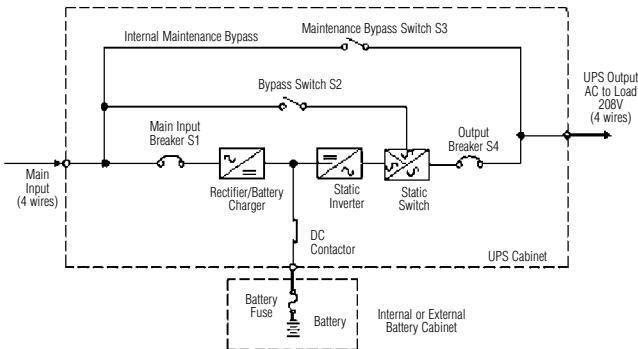 Internal Maintenance Bypass
Maintenance Bypass Switch S3
Bypass Switch S2
UPS Output
AC to Load
208V
(4 wires)
Main Input
Breaker S1
Output
Breaker S4
Main
Input
(4 wires)
Rectifier/Battery
Charger
Static
Inverter
Static
Switch
DC
Contactor
UPS Cabinet
Battery
Fuse
Battery
Internal or External
Battery Cabinet